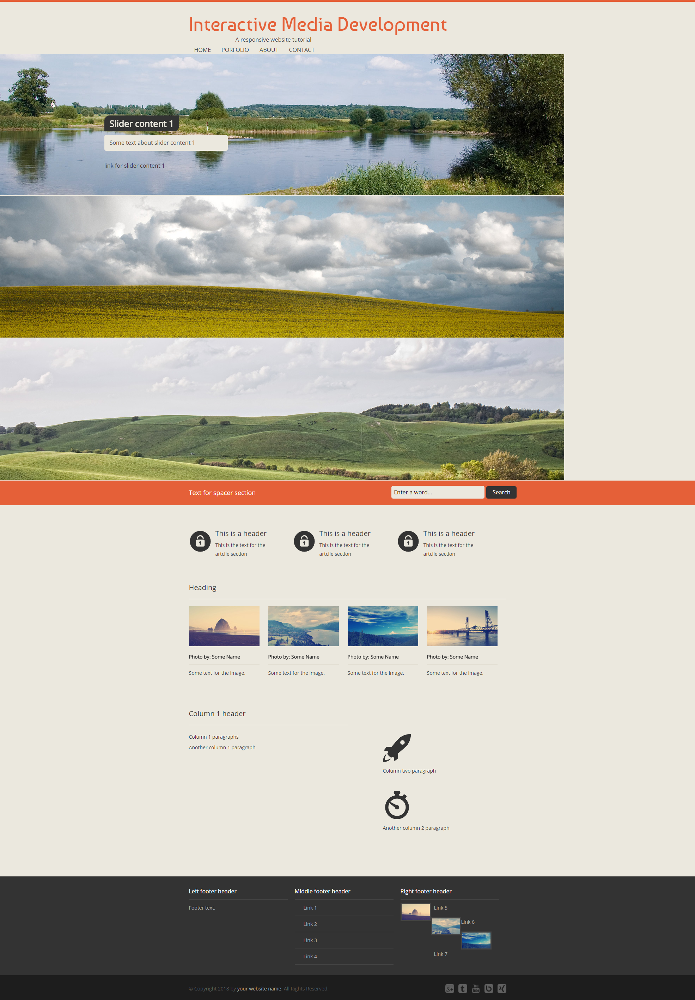 Interactive Media Development
A responsive website tutorial
HOME PORFOLIO ABOUT CONTACT
Slider content 1
Some text about slider content 1
link for slider content 1
Text for spacer section
Enter a word...
Search
This is a header
This is the text for the
artcile section
This is a header
This is the text for the
artcile section
This is a header
This is the text for the
artcile section
Heading
Photo by: Some Name
Some text for the image.
Photo by: Some Name
Some text for the image.
Photo by: Some Name
Some text for the image.
Photo by: Some Name
Some text for the image.
Column 1 header
Column 1 paragraphs
Another column 1 paragraph
Column two paragraph
Another column 2 paragraph
Left footer header
Footer text.
Middle footer header
Link 1
Link 2
Link 3
Link 4
Right footer header
Link 5
Link 6
Link 7
© Copyright 2018 by your website name. All Rights Reserved.
g+
t
You
Tube
b
X